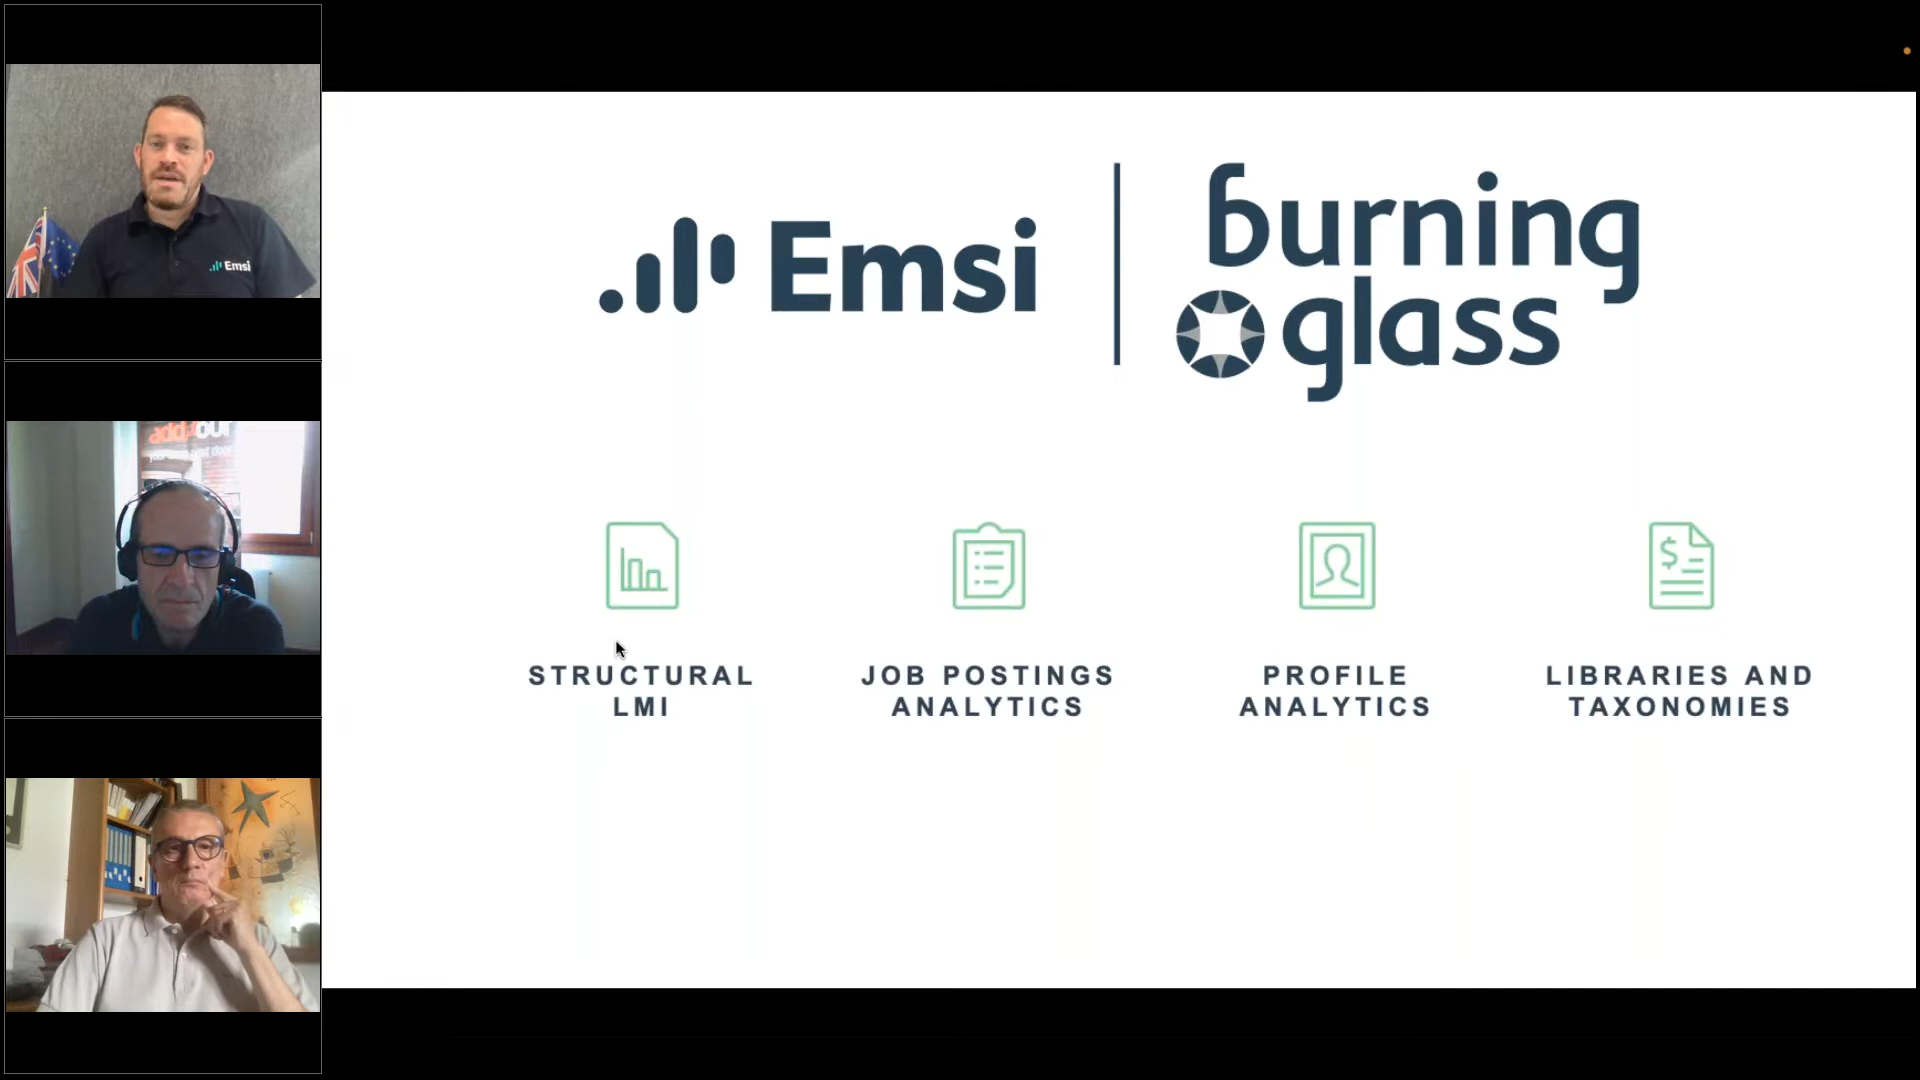 Emsi
burning
glass
STRUCTURAL
LMI
JOB POSTINGS
ANALYTICS
PROFILE
ANALYTICS
LIBRARIES AND
TAXONOMIES
Emsi